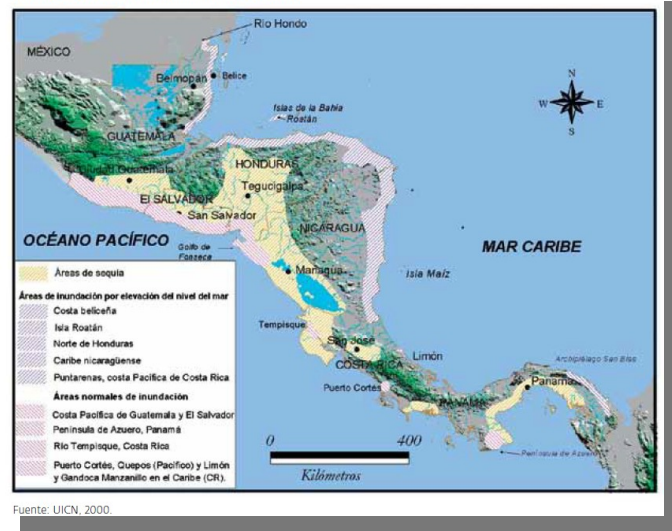 Río Hondo
MÉXICO
Belmopán
Belice
Islas de la Bahía
Roatán
GUATEMALA
HONDURAS
Guatemala
Tegucigalpa
El SALVADOR
San Salvador
NICARAGUA
OCÉANO PACÍFICO
MAR CARIBE
Golfo de
Fonseca
Managua
Isla Maíz
Tempisque
San José
Limón
COSTA RICA
Archipiélago San Blas
Puerto Cortés
Panamá
PANAMÁ
Península de Azuero
N
W
E
S
0
400
Kilómetros
Áreas de sequía
Áreas de inundación por elevación del nivel del mar
Costa beliceña
Isla Roatán
Norte de Honduras
Caribe nicaragüense
Puntarenas, costa Pacífica de Costa Rica
Áreas normales de inundación
Costa Pacífica de Guatemala y El Salvador
Península de Azuero, Panamá
Río Tempisque, Costa Rica
Puerto Cortés, Quepos (Pacífico) y Limón
y Gandoca Manzanillo en el Caribe (CR).
Fuente: UICN, 2000.